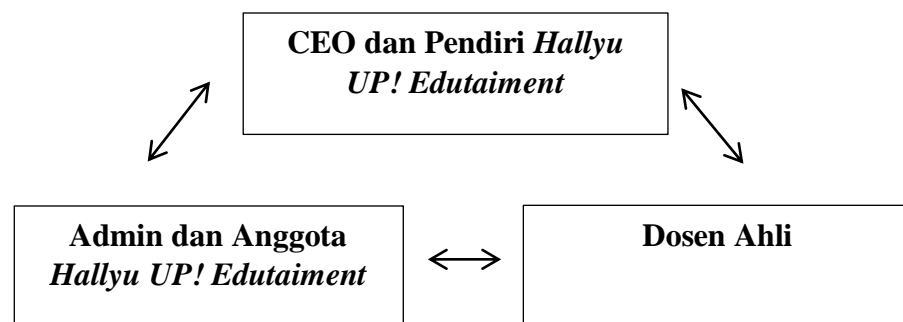 CEO dan Pendiri Hallyu
UP! Edutaiment
Admin dan Anggota
Hallyu UP! Edutaiment
Dosen Ahli